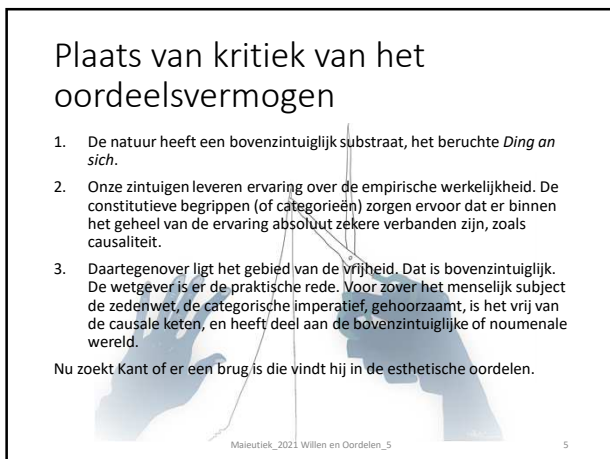 Plaats van kritiek van het
oordeelsvermogen
1. De natuur heeft een bovenzintuiglijk substraat, het beruchte Ding an
sich.
2. Onze zintuigen leveren ervaring over de empirische werkelijkheid. De
constitutieve begrippen (of categorieën) zorgen ervoor dat er binnen
het geheel van de ervaring absoluut zekere verbanden zijn, zoals
causaliteit.
3. Daartegenover ligt het gebied van de vrijheid. Dat is bovenzintuiglijk.
De wetgever is er de praktische rede. Voor zover het menselijk subject
de zedenwet, de categorische imperatief, gehoorzaamt, is het vrij van
de causale keten, en heeft deel aan de bovenzintuiglijke of noumenale
wereld.
Nu zoekt Kant of er een brug is die vindt hij in de esthetische oordelen.
Maieutiek_2021 Willen en Oordelen_5
5